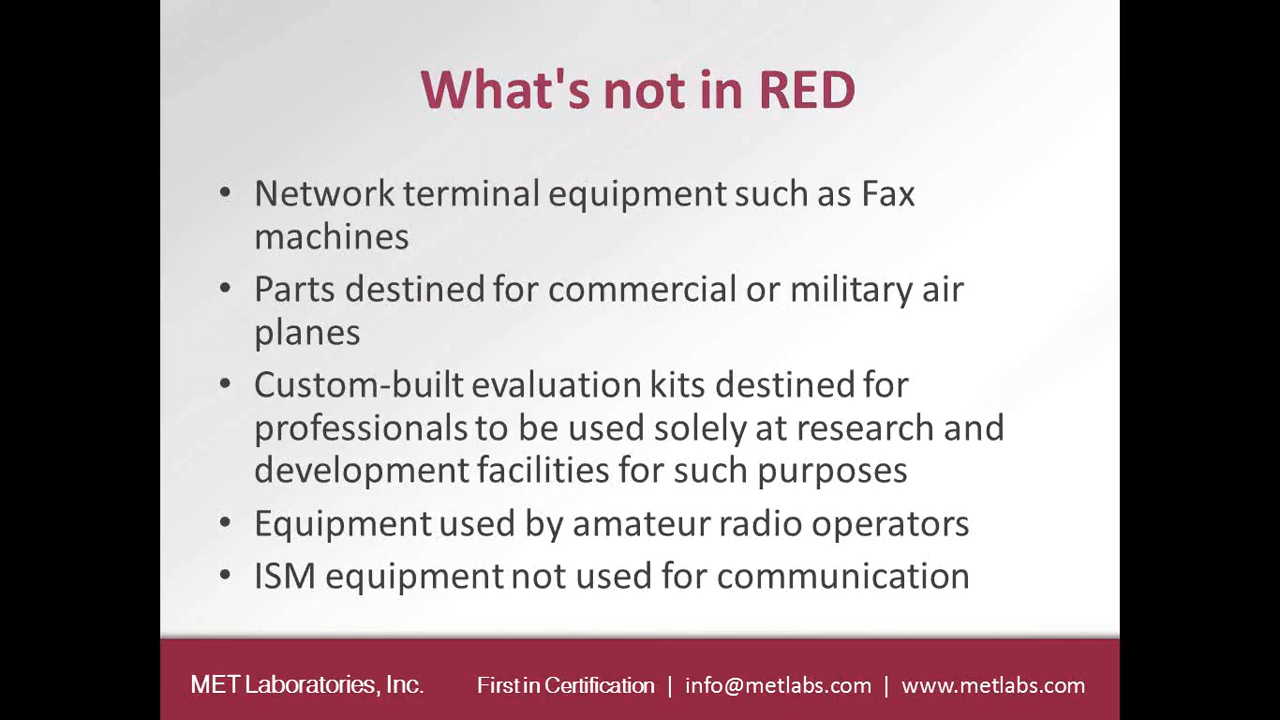 What's not in RED
• Network terminal equipment such as Fax
machines
• Parts destined for commercial or military air
planes
• Custom-built evaluation kits destined for
professionals to be used solely at research and
development facilities for such purposes
• Equipment used by amateur radio operators
• ISM equipment not used for communication
MET Laboratories, Inc. First in Certification | info@metlabs.com | www.metlabs.com